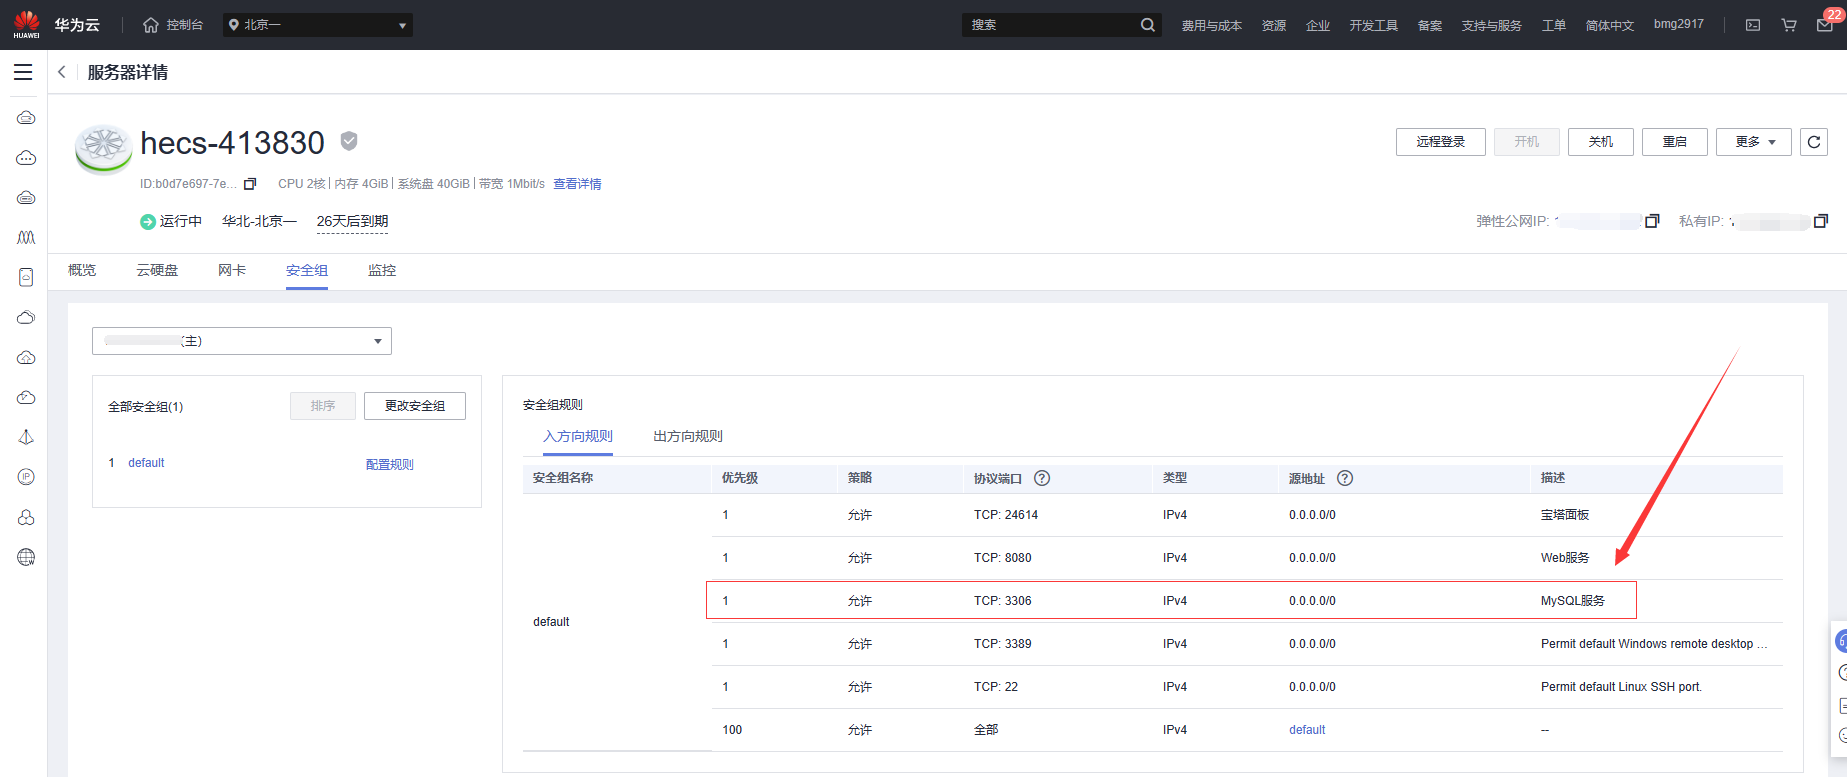 HUAWEI 华为云 控制台 北京一 搜索 费用与成本 资源 企业 开发工具 备案 支持与服务 工单 简体中文 bmg2917 22
服务器详情
hecs-413830
远程登录 开机 关机 重启 更多
ID:b0d7e697-7e... CPU 2核 | 内存 4GiB | 系统盘 40GiB | 带宽 1Mbit/s 查看详情
运行中 华北-北京一 26天后到期
弹性公网IP: 私有IP:
概览 云硬盘 网卡 安全组 监控
(主)
全部安全组(1) 排序 更改安全组
1 default 配置规则
安全组规则
入方向规则 出方向规则
安全组名称 优先级 策略 协议端口 类型 源地址 描述
1 允许 TCP: 24614 IPv4 0.0.0.0/0 宝塔面板
1 允许 TCP: 8080 IPv4 0.0.0.0/0 Web服务
1 允许 TCP: 3306 IPv4 0.0.0.0/0 MySQL服务
default
1 允许 TCP: 3389 IPv4 0.0.0.0/0 Permit default Windows remote desktop ...
1 允许 TCP: 22 IPv4 0.0.0.0/0 Permit default Linux SSH port.
100 允许 全部 IPv4 default --